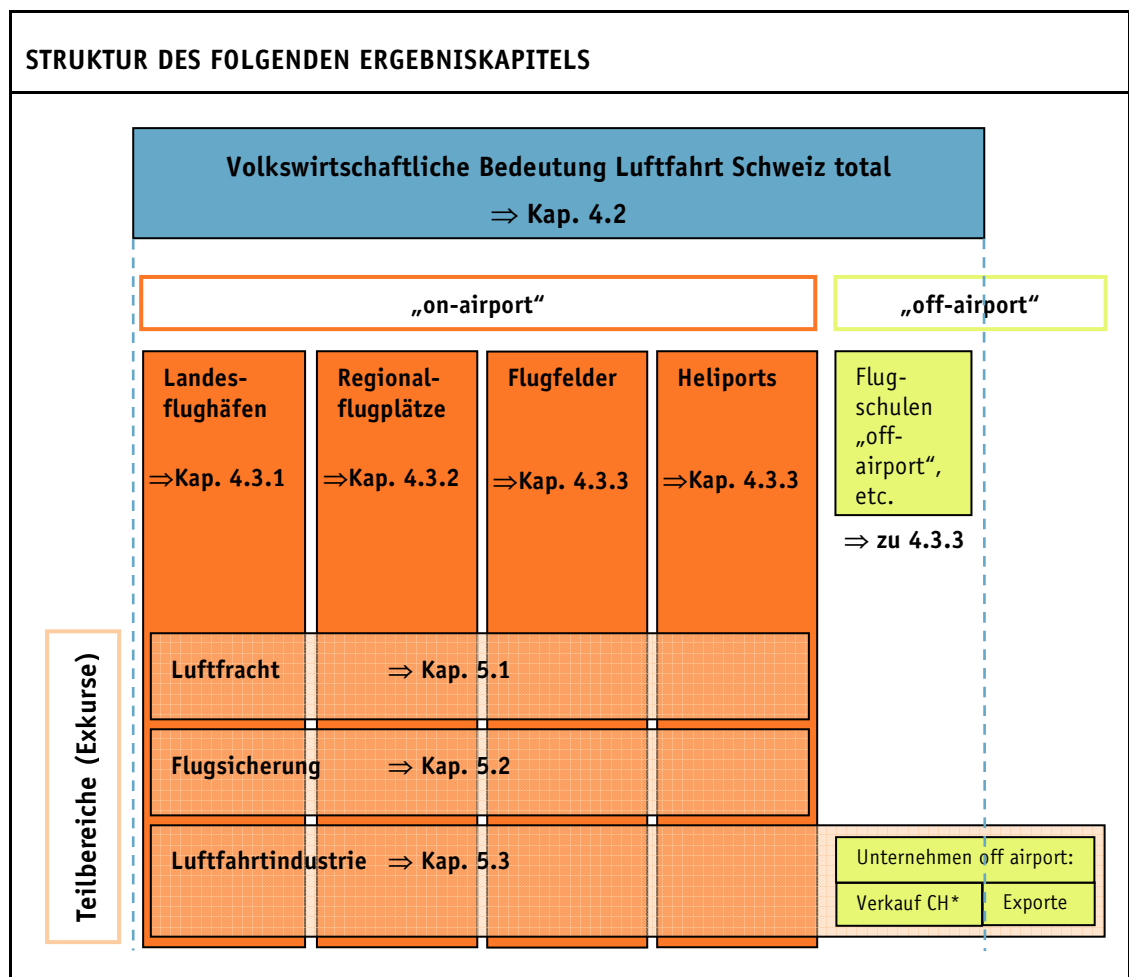 STRUKTUR DES FOLGENDEN ERGEBNISKAPITELS
Volkswirtschaftliche Bedeutung Luftfahrt Schweiz total
⇒ Kap. 4.2
„on-airport“
„off-airport“
Landes-
flughäfen
⇒Kap. 4.3.1
Regional-
flugplätze
⇒Kap. 4.3.2
Flugfelder
⇒Kap. 4.3.3
Heliports
⇒Kap. 4.3.3
Flug-
schulen
„off-
airport“,
etc.
⇒ zu 4.3.3
Teilbereiche (Exkurse)
Luftfracht ⇒ Kap. 5.1
Flugsicherung ⇒ Kap. 5.2
Luftfahrtindustrie ⇒ Kap. 5.3
Unternehmen off airport:
Verkauf CH* Exporte